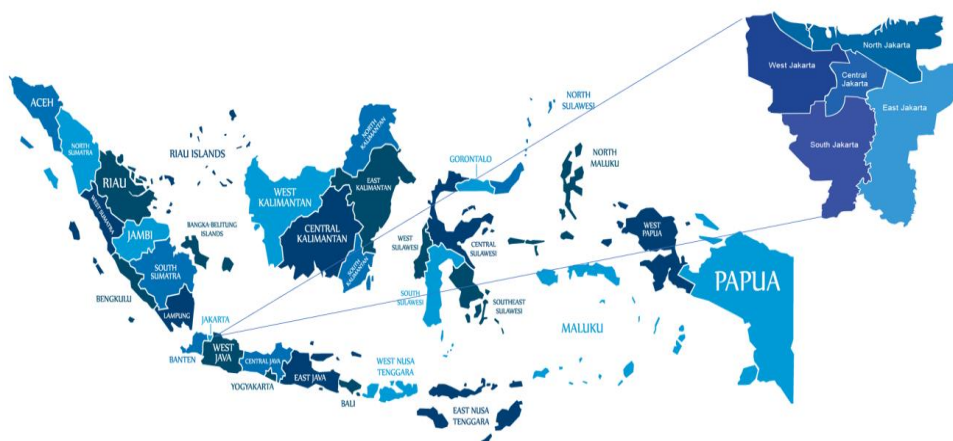 ACEH
NORTH
SUMATRA
RIAU ISLANDS
RIAU
WEST SUMATRA
JAMBI
BANGKA-BELITUNG
ISLANDS
SOUTH
SUMATRA
BENGKULU
LAMPUNG
JAKARTA
BANTEN
WEST
JAVA
CENTRAL JAVA
YOGYAKARTA
EAST JAVA
BALI
WEST NUSA
TENGGARA
EAST NUSA
TENGGARA
WEST
KALIMANTAN
CENTRAL
KALIMANTAN
SOUTH
KALIMANTAN
EAST
KALIMANTAN
NORTH
KALIMANTAN
NORTH
SULAWESI
GORONTALO
WEST
SULAWESI
CENTRAL
SULAWESI
SOUTH
SULAWESI
SOUTHEAST
SULAWESI
NORTH
MALUKU
MALUKU
WEST
PAPUA
PAPUA
North Jakarta
West Jakarta
Central
Jakarta
East Jakarta
South Jakarta